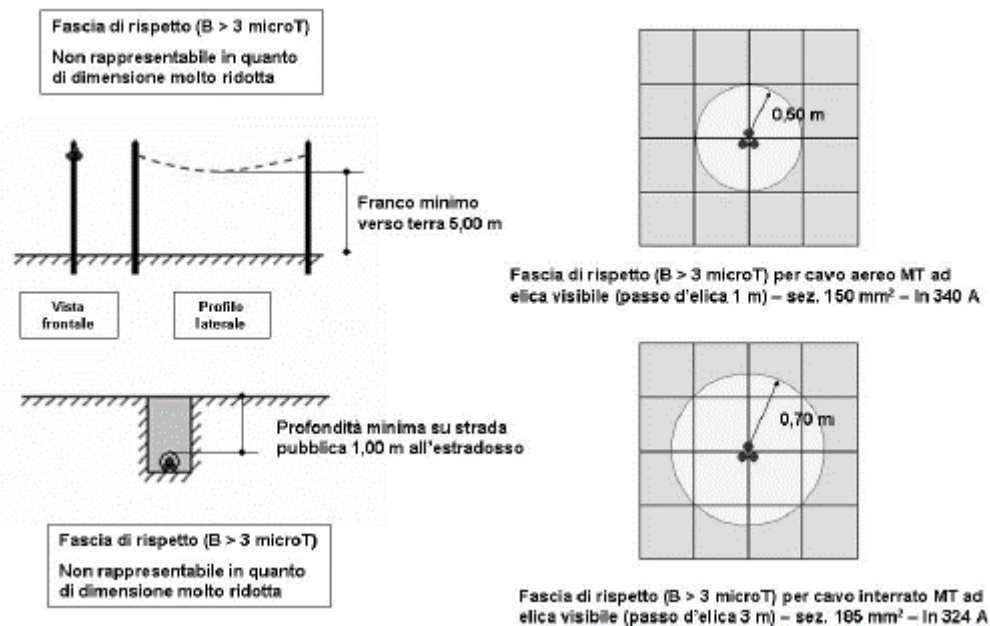 Fascia di rispetto (B > 3 microT)
Non rappresentabile in quanto
di dimensione molto ridotta
Franco minimo
verso terra 5,00 m
Vista
frontale
Profilo
laterale
Profondità minima su strada
pubblica 1,00 m all'estradosso
Fascia di rispetto (B > 3 microT)
Non rappresentabile in quanto
di dimensione molto ridotta
0,50 m
Fascia di rispetto (B > 3 microT) per cavo aereo MT ad
elica visibile (passo d'elica 1 m) – sez. 150 mm² – In 340 A
0,70 m
Fascia di rispetto (B > 3 microT) per cavo interrato MT ad
elica visibile (passo d'elica 3 m) – sez. 185 mm² – In 324 A